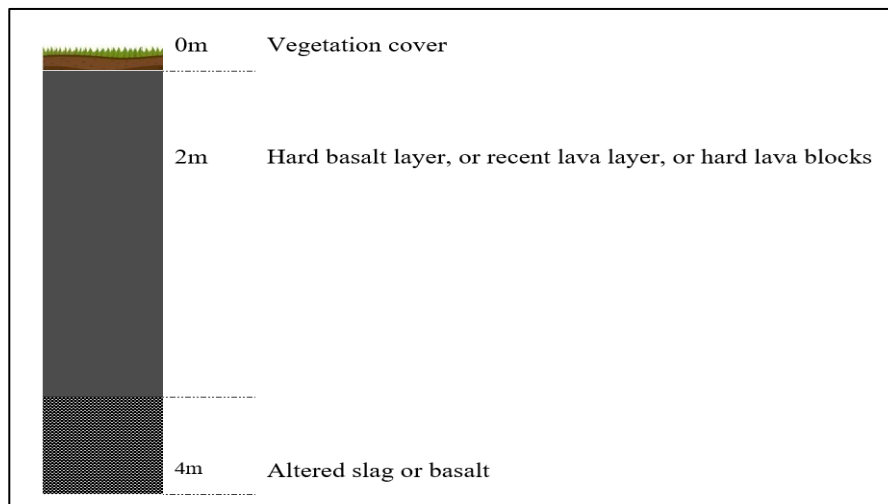 0m Vegetation cover
2m Hard basalt layer, or recent lava layer, or hard lava blocks
4m Altered slag or basalt